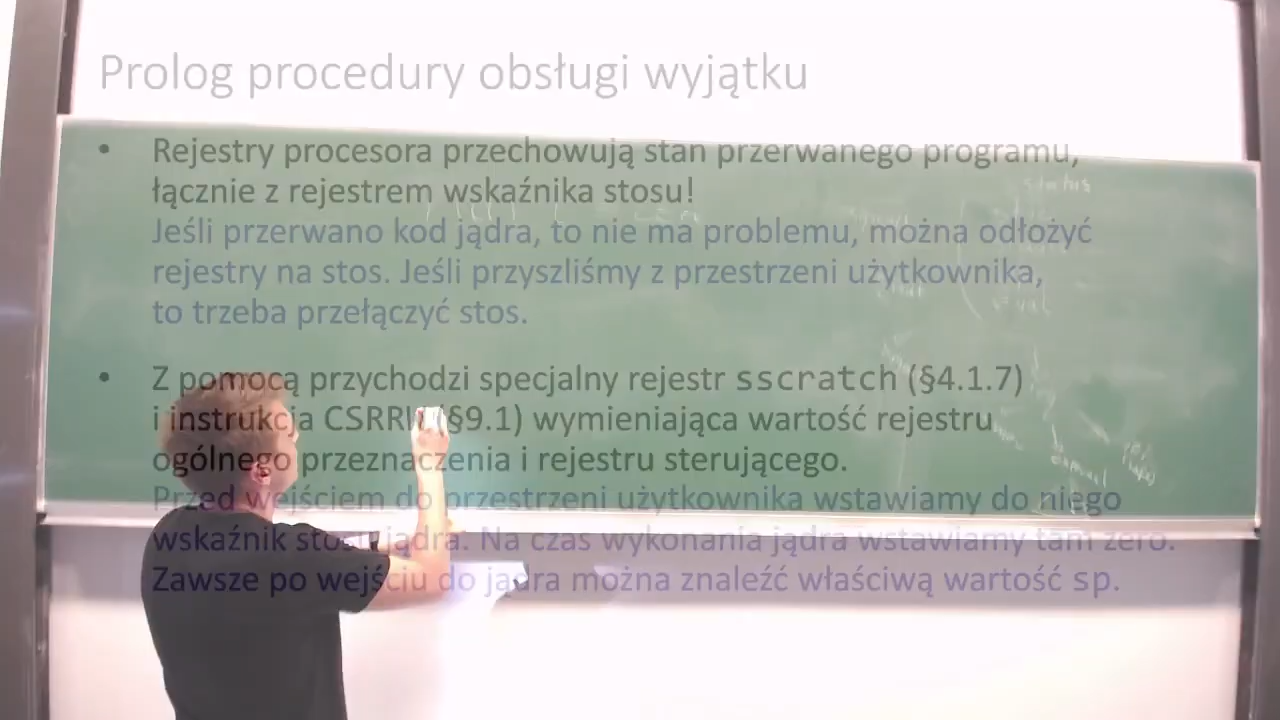 Prolog procedury obsługi wyjątku
• Rejestry procesora przechowują stan przerwanego programu,
łącznie z rejestrem wskaźnika stosu!
Jeśli przerwano kod jądra, to nie ma problemu, można odłożyć
rejestry na stos. Jeśli przyszliśmy z przestrzeni użytkownika,
to trzeba przełączyć stos.
• Z pomocą przychodzi specjalny rejestr sscratch (§4.1.7)
i instrukcja CSRRW (§9.1) wymieniająca wartość rejestru
ogólnego przeznaczenia i rejestru sterującego.
Przed wejściem do przestrzeni użytkownika wstawiamy do niego
wskaźnik stosu jądra. Na czas wykonania jądra wstawiamy tam zero.
Zawsze po wejściu do jądra można znaleźć właściwą wartość sp.
status